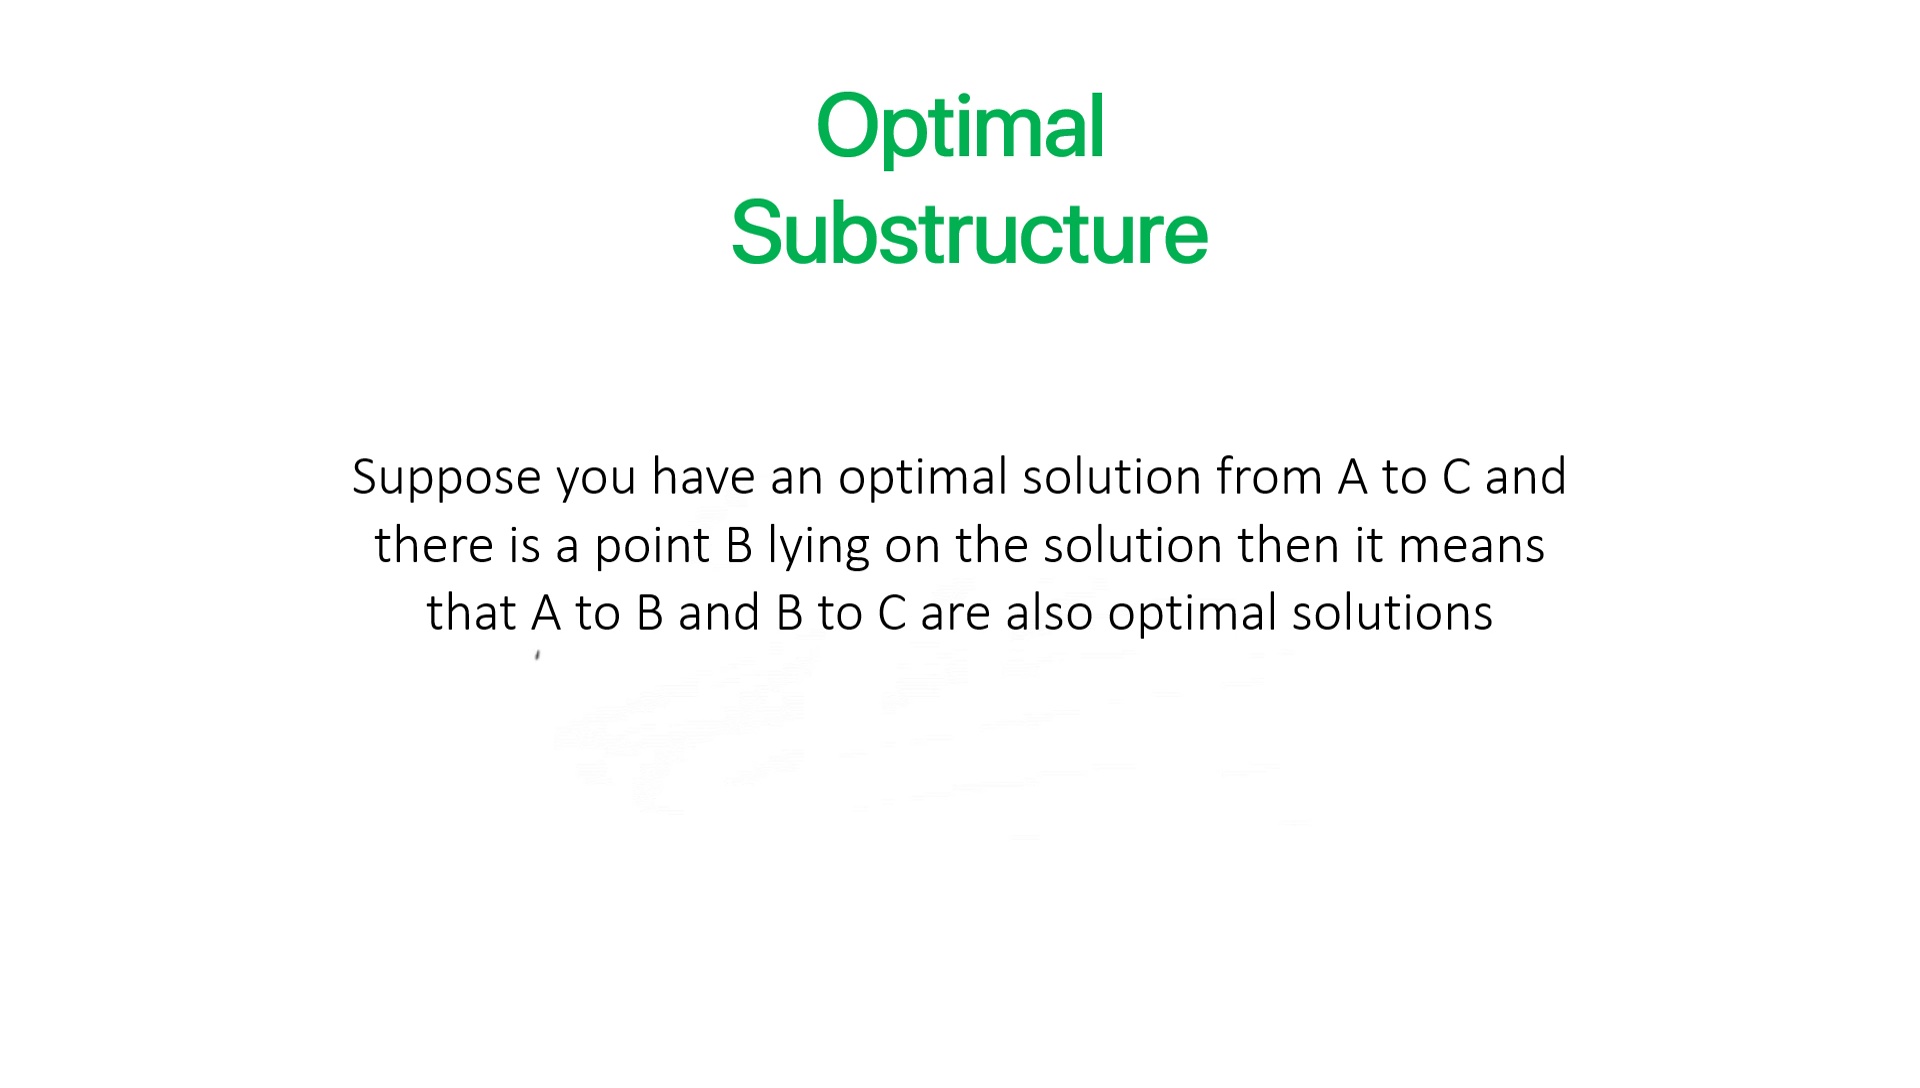 Optimal
Substructure
Suppose you have an optimal solution from A to C and
there is a point B lying on the solution then it means
that A to B and B to C are also optimal solutions